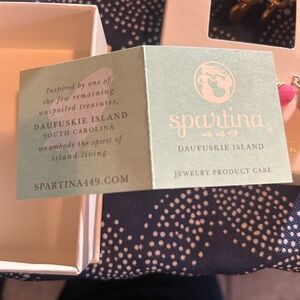 Inspired by one of
the few remaining
unspoiled treasures,
DAUFUSKIE ISLAND
SOUTH CAROLINA
we embody the spirit of
island living.
SPARTINA449.COM
spartina
449
DAUFUSKIE ISLAND
JEWELRY PRODUCT CARE